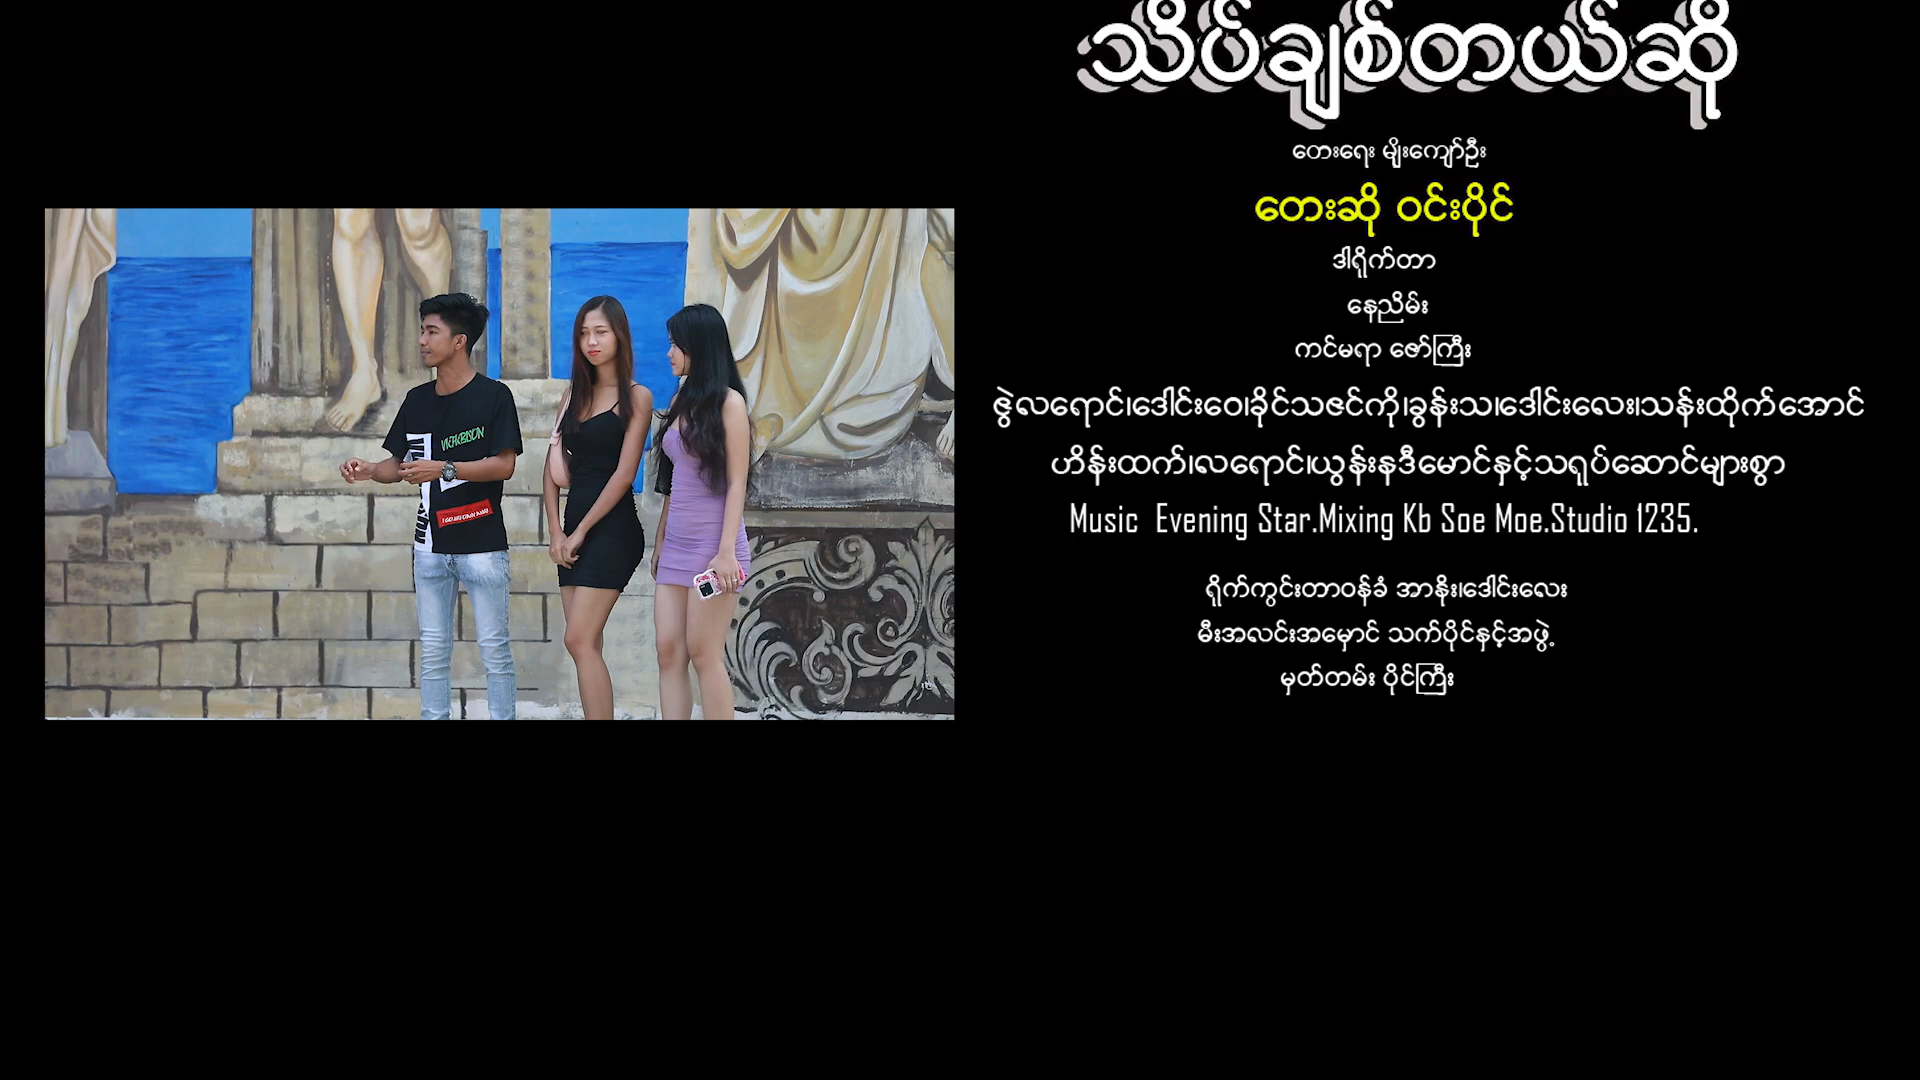 သိပ်ချစ်တယ်ဆို
တေးရေး မျိုးကျော်ဦး
တေးဆို ဝင်းပိုင်
ဒါရိုက်တာ
နေညိမ်း
ကင်မရာ ဇော်ကြီး
ဇွဲလရောင်၊ဒေါင်းဝေ၊ခိုင်သဇင်ကို၊ခွန်းသ၊ဒေါင်းလေး၊သန်းထိုက်အောင်
ဟိန်းထက်၊လရောင်၊ယွန်းနဒီမောင်နှင့်သရုပ်ဆောင်များစွာ
Music Evening Star.Mixing Kb Soe Moe.Studio 1235.
ရိုက်ကွင်းတာဝန်ခံ အာနိုး၊ဒေါင်းလေး
မီးအလင်းအမှောင် သက်ပိုင်နှင့်အဖွဲ့
မှတ်တမ်း ပိုင်ကြီး